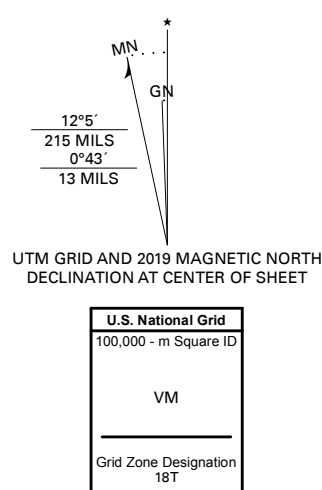 ★
MN
GN
12°5´
215 MILS
0°43´
13 MILS
UTM GRID AND 2019 MAGNETIC NORTH
DECLINATION AT CENTER OF SHEET
U.S. National Grid
100,000 - m Square ID
VM
Grid Zone Designation
18T